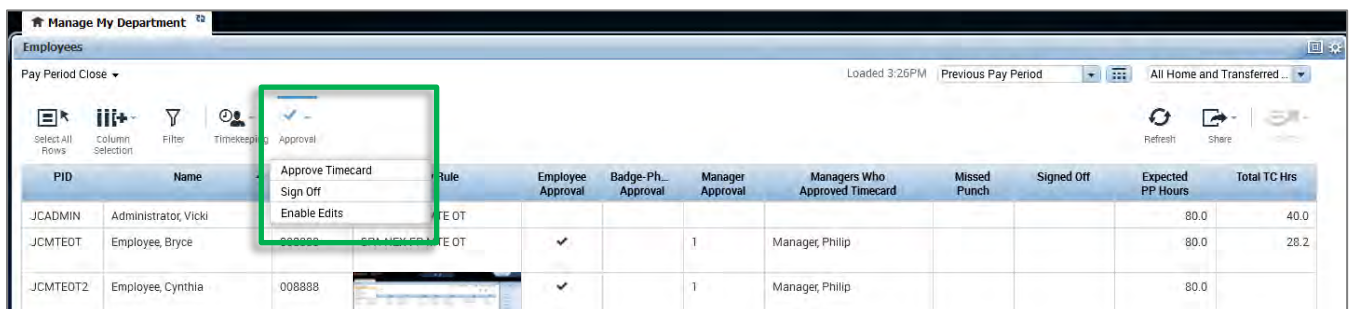 Manage My Department
Employees
Pay Period Close
Loaded 3:26PM Previous Pay Period All Home and Transferred ..
Select All Rows Column Selection Filter Timekeeping Approval Refresh Share
Approve Timecard
Sign Off
Enable Edits
PID Name Rule Employee Approval Badge-Ph... Approval Manager Approval Managers Who Approved Timecard Missed Punch Signed Off Expected PP Hours Total TC Hrs
JCADMIN Administrator, Vicki TE OT 80.0 40.0
JCMTEOT Employee, Bryce TE OT 1 Manager, Philip 80.0 28.2
JCMTEOT2 Employee, Cynthia 008888 1 Manager, Philip 80.0